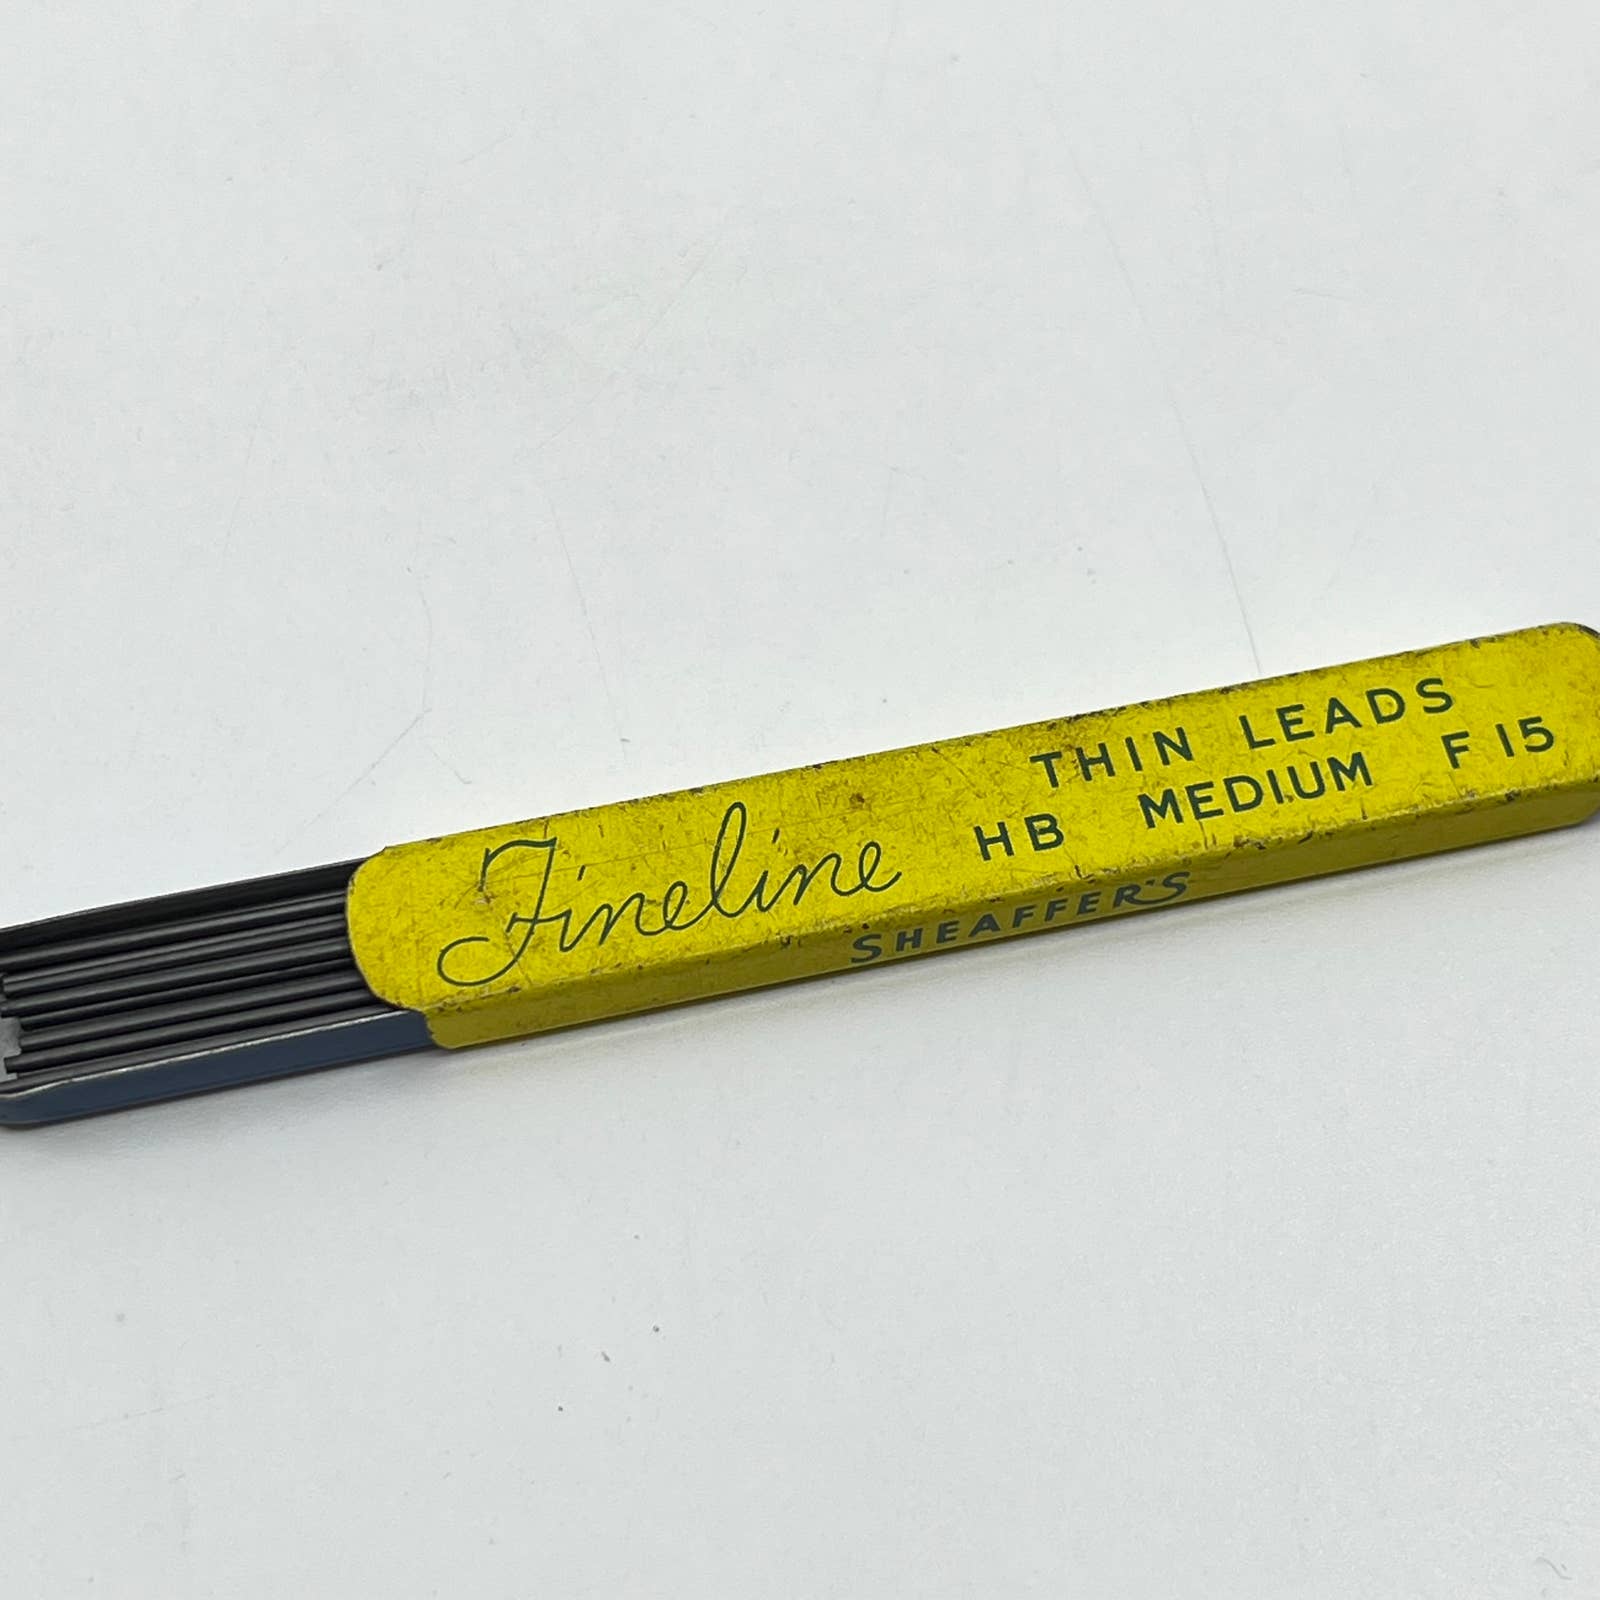 Fineline
THIN LEADS
HB MEDIUM F 15
SHEAFFER'S